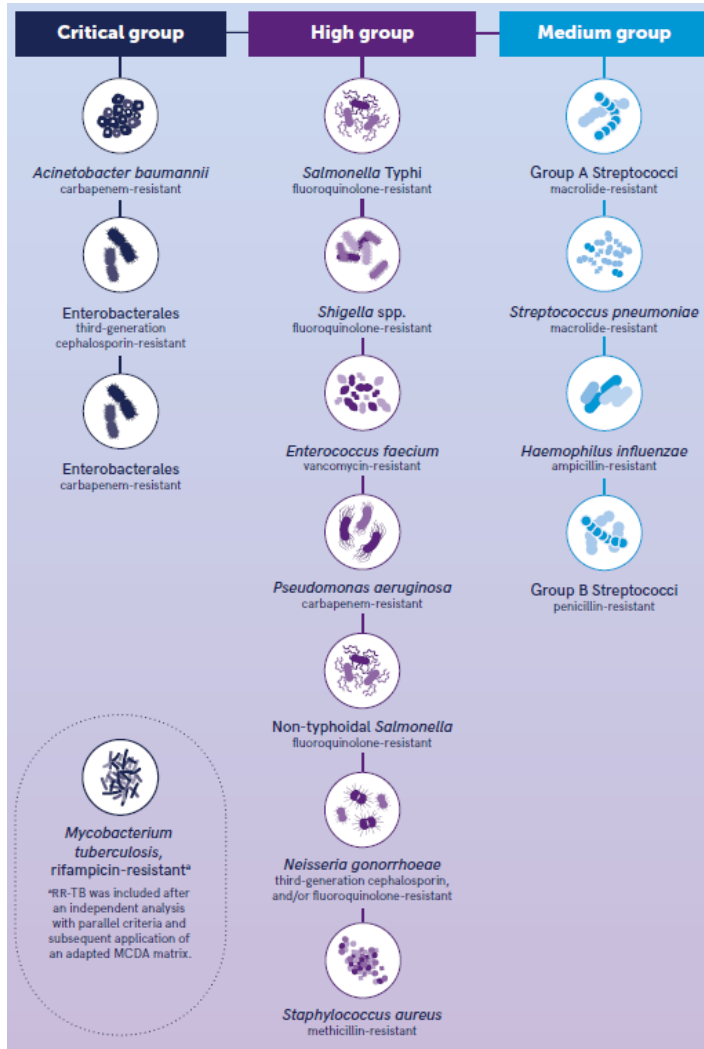 Critical group
Acinetobacter baumannii
carbapenem-resistant
Enterobacterales
third-generation
cephalosporin-resistant
Enterobacterales
carbapenem-resistant
Mycobacterium
tuberculosis,
rifampicin-resistantᵃ
ᵃRR-TB was included after
an independent analysis
with parallel criteria and
subsequent application of
an adapted MCDA matrix.
High group
Salmonella Typhi
fluoroquinolone-resistant
Shigella spp.
fluoroquinolone-resistant
Enterococcus faecium
vancomycin-resistant
Pseudomonas aeruginosa
carbapenem-resistant
Non-typhoidal Salmonella
fluoroquinolone-resistant
Neisseria gonorrhoeae
third-generation cephalosporin,
and/or fluoroquinolone-resistant
Staphylococcus aureus
methicillin-resistant
Medium group
Group A Streptococci
macrolide-resistant
Streptococcus pneumoniae
macrolide-resistant
Haemophilus influenzae
ampicillin-resistant
Group B Streptococci
penicillin-resistant